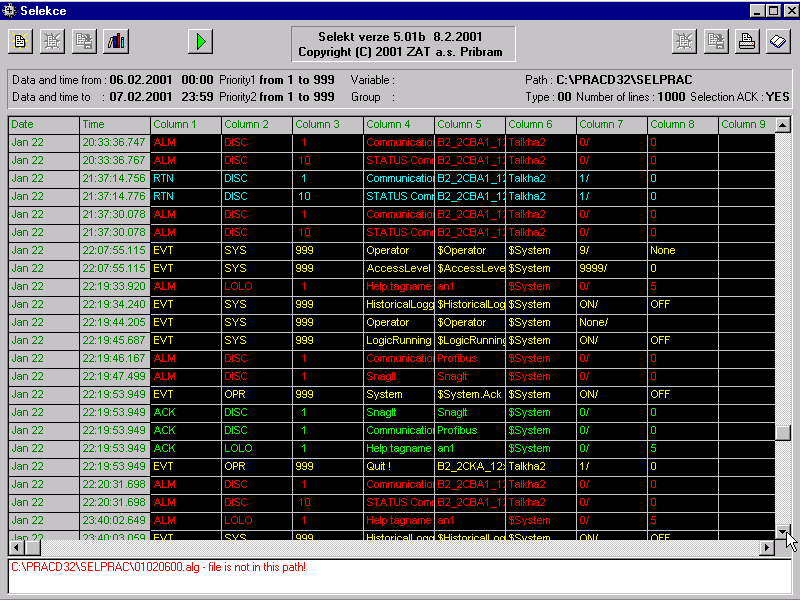 Selekce
Selekt verze 5.01b 8.2.2001
Copyright (C) 2001 ZAT a.s. Pribram
Data and time from : 06.02.2001 00:00 Priority1 from 1 to 999 Variable : Path : C:\PRACD32\SELPRAC
Data and time to : 07.02.2001 23:59 Priority2 from 1 to 999 Group : Type : 00 Number of lines : 1000 Selection ACK : YES
Date Time Column 1 Column 2 Column 3 Column 4 Column 5 Column 6 Column 7 Column 8 Column 9
Jan 22 20:33:36.747 ALM DISC 1 Communicatio B2_2CBA1_12 Talkha2 0/ 0
Jan 22 20:33:36.767 ALM DISC 10 STATUS Com B2_2CBA1_12 Talkha2 0/ 0
Jan 22 21:37:14.756 RTN DISC 1 Communicatio B2_2CBA1_12 Talkha2 1/ 0
Jan 22 21:37:14.776 RTN DISC 10 STATUS Com B2_2CBA1_12 Talkha2 1/ 0
Jan 22 21:37:30.078 ALM DISC 1 Communicatio B2_2CBA1_12 Talkha2 0/ 0
Jan 22 21:37:30.078 ALM DISC 10 STATUS Com B2_2CBA1_12 Talkha2 0/ 0
Jan 22 22:07:55.115 EVT SYS 999 Operator $Operator $System 9/ None
Jan 22 22:07:55.115 EVT SYS 999 AccessLevel $AccessLeve $System 9999/ 0
Jan 22 22:19:33.920 ALM LOLO 1 Help tagname an1 $System 0/ 5
Jan 22 22:19:34.240 EVT SYS 999 HistoricalLogg $HistoricalLog $System ON/ OFF
Jan 22 22:19:44.205 EVT SYS 999 Operator $Operator $System None/
Jan 22 22:19:45.687 EVT SYS 999 LogicRunning $LogicRunning $System ON/ OFF
Jan 22 22:19:46.167 ALM DISC 1 Communicatio Profibus $System 0/ 0
Jan 22 22:19:47.499 ALM DISC 1 SnagIt SnagIt $System 0/ 0
Jan 22 22:19:53.949 EVT OPR 999 System $System.Ack $System ON/ OFF
Jan 22 22:19:53.949 ACK DISC 1 SnagIt SnagIt $System 0/ 0
Jan 22 22:19:53.949 ACK DISC 1 Communicatio Profibus $System 0/ 0
Jan 22 22:19:53.949 ACK LOLO 1 Help tagname an1 $System 0/ 5
Jan 22 22:19:53.949 EVT OPR 999 Quit ! B2_2CKA_12: Talkha2 1/ 0
Jan 22 22:20:31.698 ALM DISC 1 Communicatio B2_2CBA1_12 Talkha2 0/ 0
Jan 22 22:20:31.698 ALM DISC 10 STATUS Com B2_2CBA1_12 Talkha2 0/ 0
Jan 22 23:40:02.649 ALM LOLO 1 Help tagname an1 $System 0/ 5
Jan 22 23:40:03.059 EVT SYS 999 HistoricalLogg $HistoricalLog $System ON/ OFF
C:\PRACD32\SELPRAC\01020600.alg - file is not in this path!